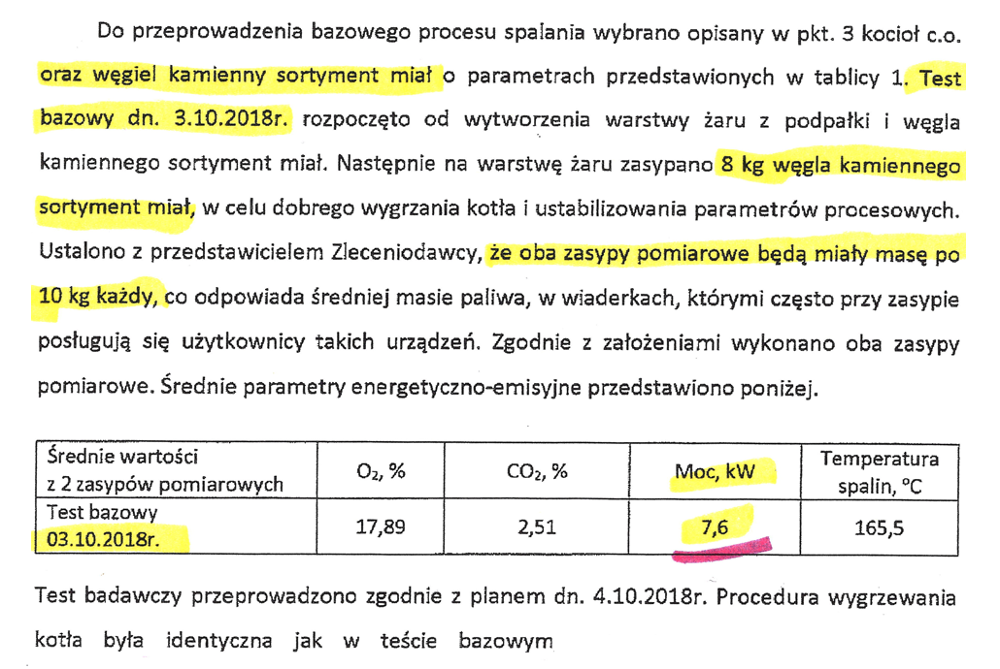 Do przeprowadzenia bazowego procesu spalania wybrano opisany w pkt. 3 kocioł c.o.
oraz węgiel kamienny sortyment miał o parametrach przedstawionych w tablicy 1. Test
bazowy dn. 3.10.2018r. rozpoczęto od wytworzenia warstwy żaru z podpałki i węgla
kamiennego sortyment miał. Następnie na warstwę żaru zasypano 8 kg węgla kamiennego
sortyment miał, w celu dobrego wygrzania kotła i ustabilizowania parametrów procesowych.
Ustalono z przedstawicielem Zleceniodawcy, że oba zasypy pomiarowe będą miały masę po
10 kg każdy, co odpowiada średniej masie paliwa, w wiaderkach, którymi często przy zasypie
posługują się użytkownicy takich urządzeń. Zgodnie z założeniami wykonano oba zasypy
pomiarowe. Średnie parametry energetyczno-emisyjne przedstawiono poniżej.
Średnie wartości
z 2 zasypów pomiarowych
O₂, %
CO₂, %
Moc, kW
Temperatura
spalin, °C
Test bazowy
03.10.2018r.
17,89
2,51
7,6
165,5
Test badawczy przeprowadzono zgodnie z planem dn. 4.10.2018r. Procedura wygrzewania
kotła była identyczna jak w teście bazowym